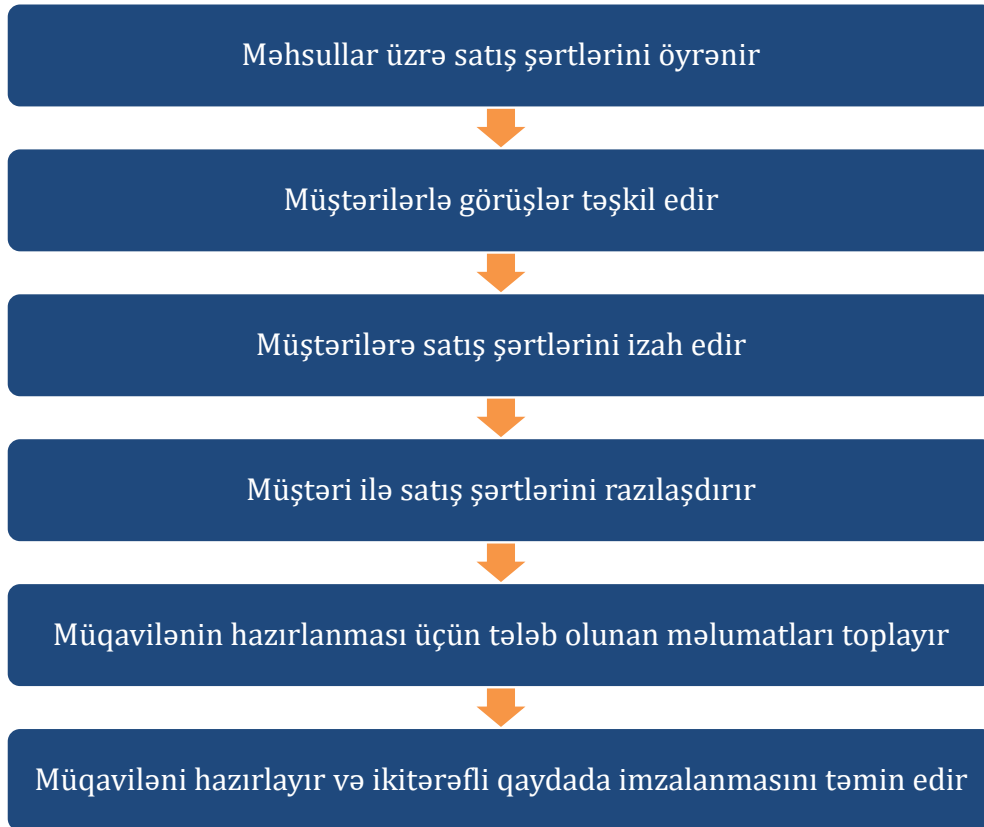 Məhsullar üzrə satış şərtlərini öyrənir
Müştərilərlə görüşlər təşkil edir
Müştərilərə satış şərtlərini izah edir
Müştəri ilə satış şərtlərini razılaşdırır
Müqavilənin hazırlanması üçün tələb olunan məlumatları toplayır
Müqaviləni hazırlayır və ikitərəfli qaydada imzalanmasını təmin edir